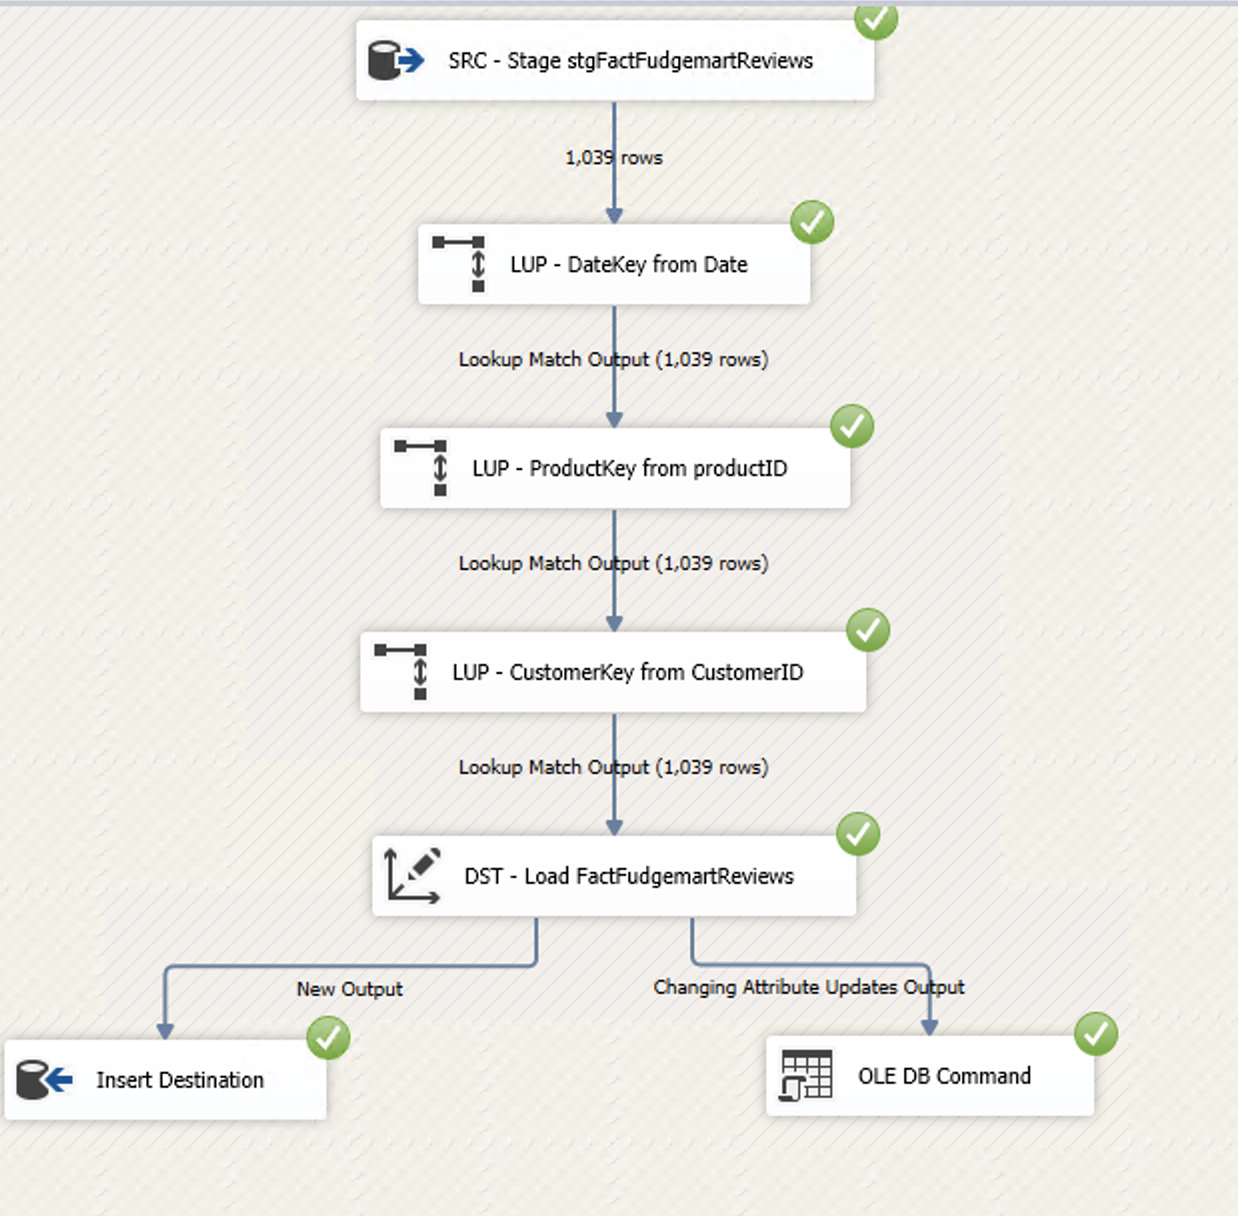 SRC - Stage stgFactFudgemartReviews
1,039 rows
LUP - DateKey from Date
Lookup Match Output (1,039 rows)
LUP - ProductKey from productID
Lookup Match Output (1,039 rows)
LUP - CustomerKey from CustomerID
Lookup Match Output (1,039 rows)
DST - Load FactFudgemartReviews
New Output
Changing Attribute Updates Output
Insert Destination
OLE DB Command